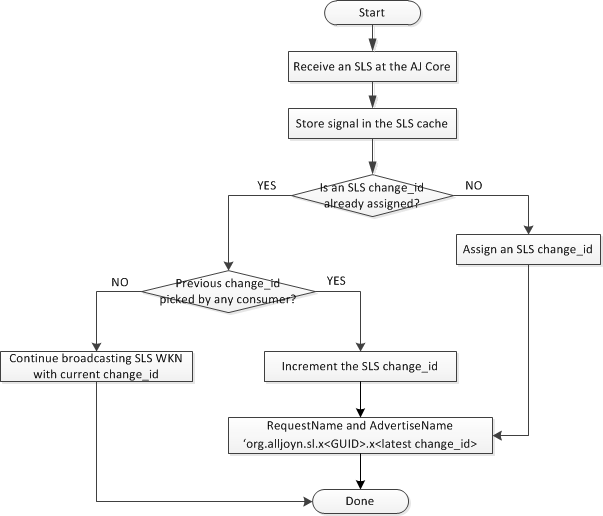 Start
Receive an SLS at the AJ Core
Store signal in the SLS cache
YES
Is an SLS change_id
already assigned?
NO
Assign an SLS change_id
NO
Previous change_id
picked by any consumer?
YES
Continue broadcasting SLS WKN
with current change_id
Increment the SLS change_id
RequestName and AdvertiseName
‘org.alljoyn.sl.x<GUID>.x<latest change_id>
Done